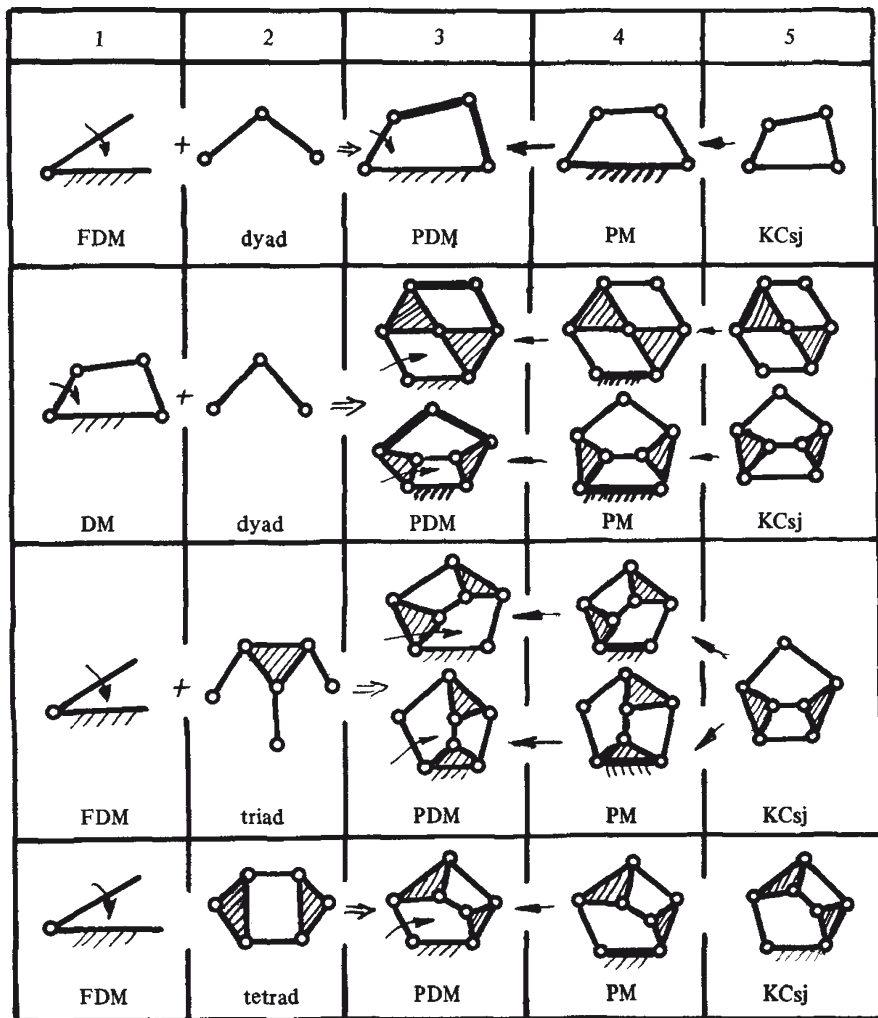 1 2 3 4 5
+ ⇒
FDM dyad PDM PM KCsj
+ ⇒
DM dyad PDM PM KCsj
+ ⇒
FDM triad PDM PM KCsj
⇒
FDM tetrad PDM PM KCsj